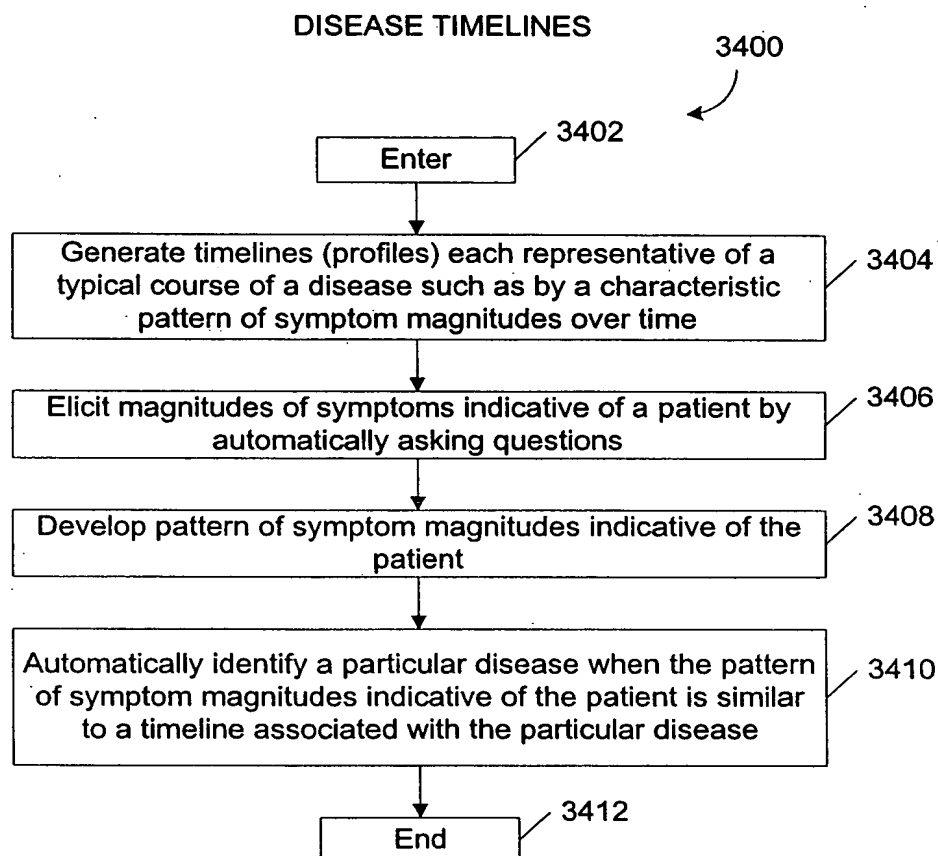 DISEASE TIMELINES
3400
Enter
3402
Generate timelines (profiles) each representative of a
typical course of a disease such as by a characteristic
pattern of symptom magnitudes over time
3404
Elicit magnitudes of symptoms indicative of a patient by
automatically asking questions
3406
Develop pattern of symptom magnitudes indicative of the
patient
3408
Automatically identify a particular disease when the pattern
of symptom magnitudes indicative of the patient is similar
to a timeline associated with the particular disease
3410
End
3412